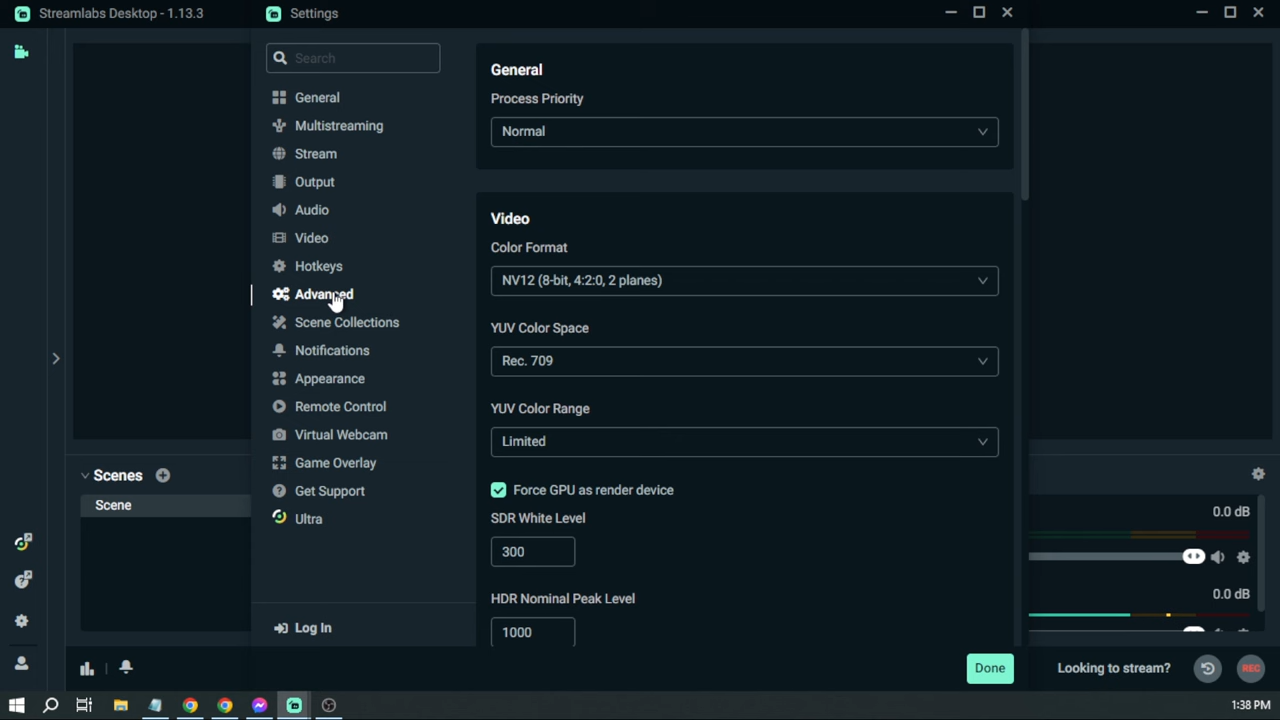 Streamlabs Desktop - 1.13.3
Settings
Search
General
Multistreaming
Stream
Output
Audio
Video
Hotkeys
Advanced
Scene Collections
Notifications
Appearance
Remote Control
Virtual Webcam
Game Overlay
Get Support
Ultra
Log In
General
Process Priority
Normal
Video
Color Format
NV12 (8-bit, 4:2:0, 2 planes)
YUV Color Space
Rec. 709
YUV Color Range
Limited
Force GPU as render device
SDR White Level
300
HDR Nominal Peak Level
1000
Done
Scenes
Scene
0.0 dB
0.0 dB
Looking to stream?
REC
1:38 PM